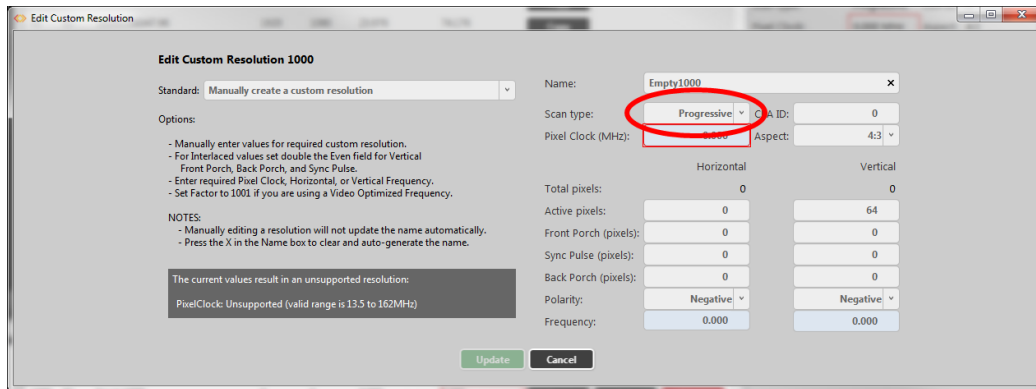 Edit Custom Resolution
Edit Custom Resolution 1000
Standard: Manually create a custom resolution
Options:
- Manually enter values for required custom resolution.
- For Interlaced values set double the Even field for Vertical
Front Porch, Back Porch, and Sync Pulse.
- Enter required Pixel Clock, Horizontal, or Vertical Frequency.
- Set Factor to 1001 if you are using a Video Optimized Frequency.
NOTES:
- Manually editing a resolution will not update the name automatically.
- Press the X in the Name box to clear and auto-generate the name.
The current values result in an unsupported resolution:
PixelClock: Unsupported (valid range is 13.5 to 162MHz)
Name: Empty1000 ×
Scan type: Progressive ID: 0
Pixel Clock (MHz): Aspect: 4:3
Horizontal Vertical
Total pixels: 0 0
Active pixels: 0 64
Front Porch (pixels): 0 0
Sync Pulse (pixels): 0 0
Back Porch (pixels): 0 0
Polarity: Negative Negative
Frequency: 0.000 0.000
Update Cancel